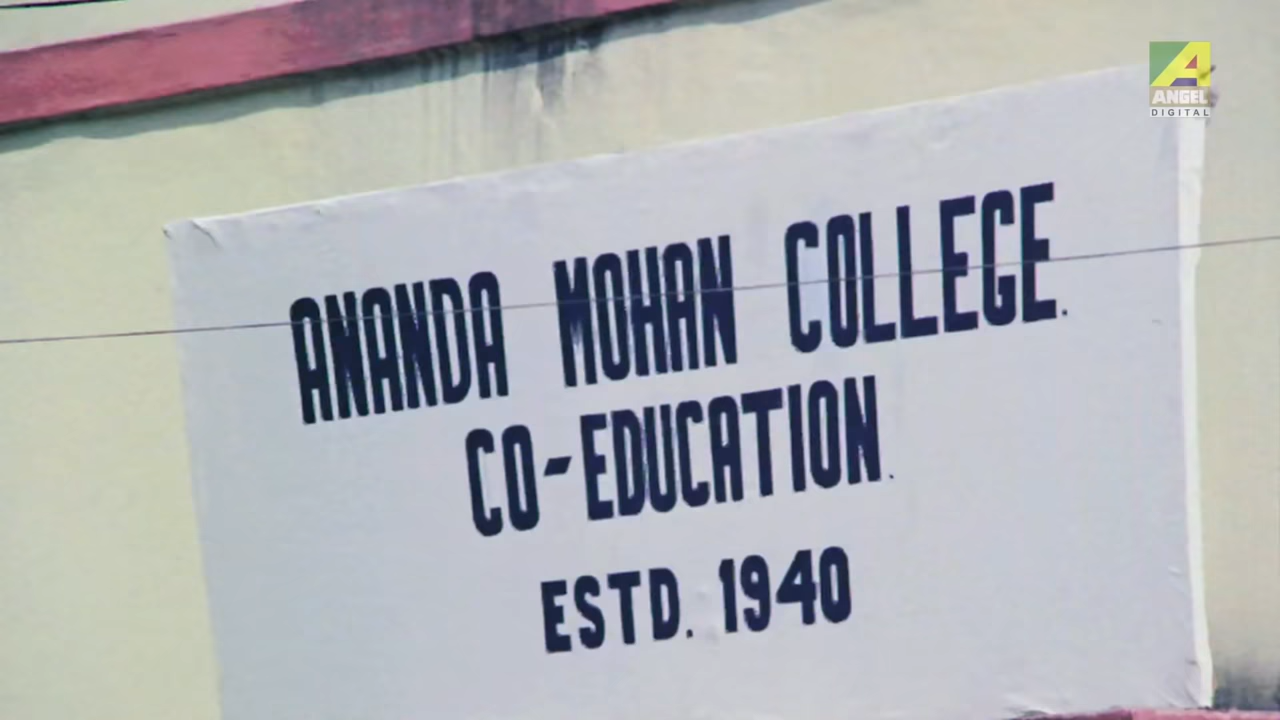 A
ANGEL
DIGITAL
ANANDA MOHAN COLLEGE.
CO-EDUCATION.
ESTD. 1940